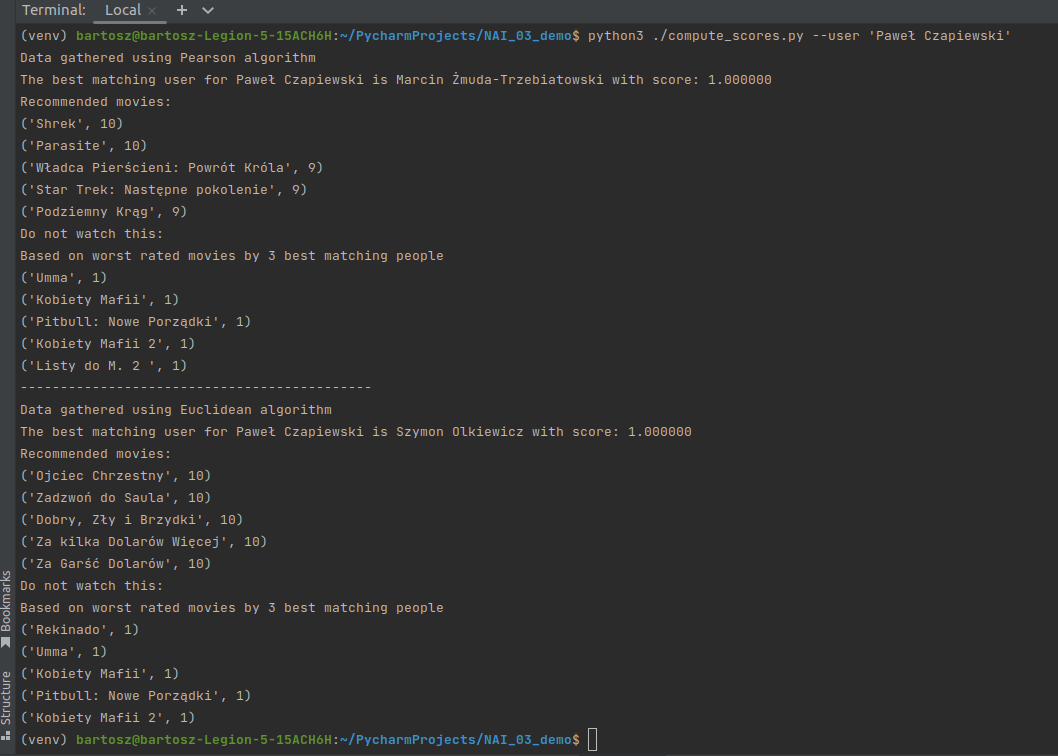 Terminal: Local × +
(venv) bartosz@bartosz-Legion-5-15ACH6H:~/PycharmProjects/NAI_03_demo$ python3 ./compute_scores.py --user 'Paweł Czapiewski'
Data gathered using Pearson algorithm
The best matching user for Paweł Czapiewski is Marcin Żmuda-Trzebiatowski with score: 1.000000
Recommended movies:
('Shrek', 10)
('Parasite', 10)
('Władca Pierścieni: Powrót Króla', 9)
('Star Trek: Następne pokolenie', 9)
('Podziemny Krąg', 9)
Do not watch this:
Based on worst rated movies by 3 best matching people
('Umma', 1)
('Kobiety Mafii', 1)
('Pitbull: Nowe Porządki', 1)
('Kobiety Mafii 2', 1)
('Listy do M. 2 ', 1)
--------------------------------------------
Data gathered using Euclidean algorithm
The best matching user for Paweł Czapiewski is Szymon Olkiewicz with score: 1.000000
Recommended movies:
('Ojciec Chrzestny', 10)
('Zadzwoń do Saula', 10)
('Dobry, Zły i Brzydki', 10)
('Za kilka Dolarów Więcej', 10)
('Za Garść Dolarów', 10)
Do not watch this:
Based on worst rated movies by 3 best matching people
('Rekinado', 1)
('Umma', 1)
('Kobiety Mafii', 1)
('Pitbull: Nowe Porządki', 1)
('Kobiety Mafii 2', 1)
(venv) bartosz@bartosz-Legion-5-15ACH6H:~/PycharmProjects/NAI_03_demo$
Bookmarks
Structure